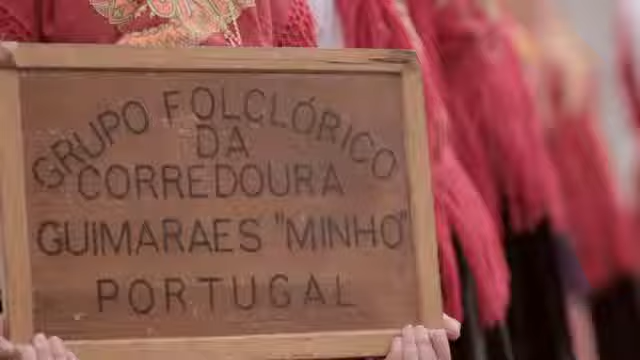 GRUPO FOLCLÓRICO
DA
CORREDOURA
GUIMARAES "MINHO"
PORTUGAL